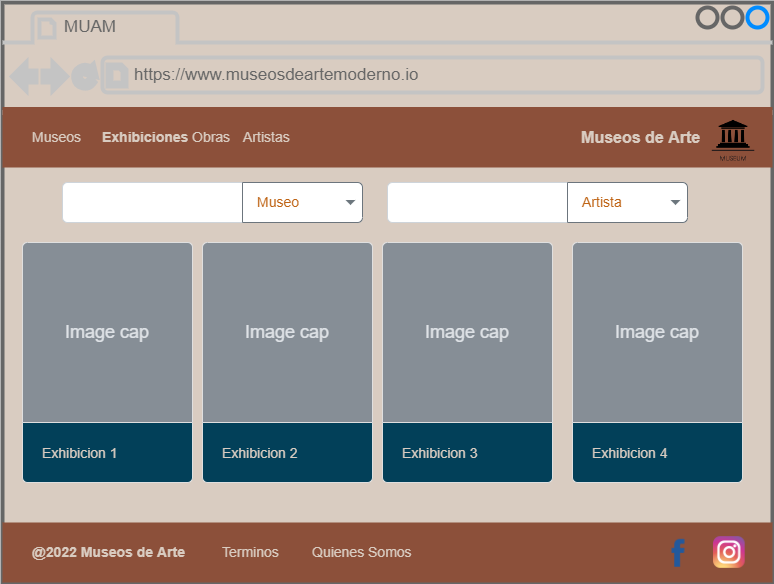 MUAM
https://www.museosdeartemoderno.io
Museos Exhibiciones Obras Artistas Museos de Arte
MUSEUM
Museo Artista
Image cap Image cap Image cap Image cap
Exhibicion 1 Exhibicion 2 Exhibicion 3 Exhibicion 4
@2022 Museos de Arte Terminos Quienes Somos